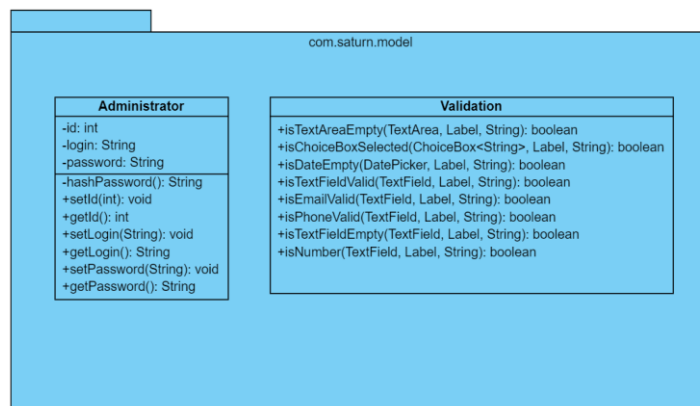 com.saturn.model
Administrator
-id: int
-login: String
-password: String
-hashPassword(): String
+setId(int): void
+getId(): int
+setLogin(String): void
+getLogin(): String
+setPassword(String): void
+getPassword(): String
Validation
+isTextAreaEmpty(TextArea, Label, String): boolean
+isChoiceBoxSelected(ChoiceBox<String>, Label, String): boolean
+isDateEmpty(DatePicker, Label, String): boolean
+isTextFieldValid(TextField, Label, String): boolean
+isEmailValid(TextField, Label, String): boolean
+isPhoneValid(TextField, Label, String): boolean
+isTextFieldEmpty(TextField, Label, String): boolean
+isNumber(TextField, Label, String): boolean